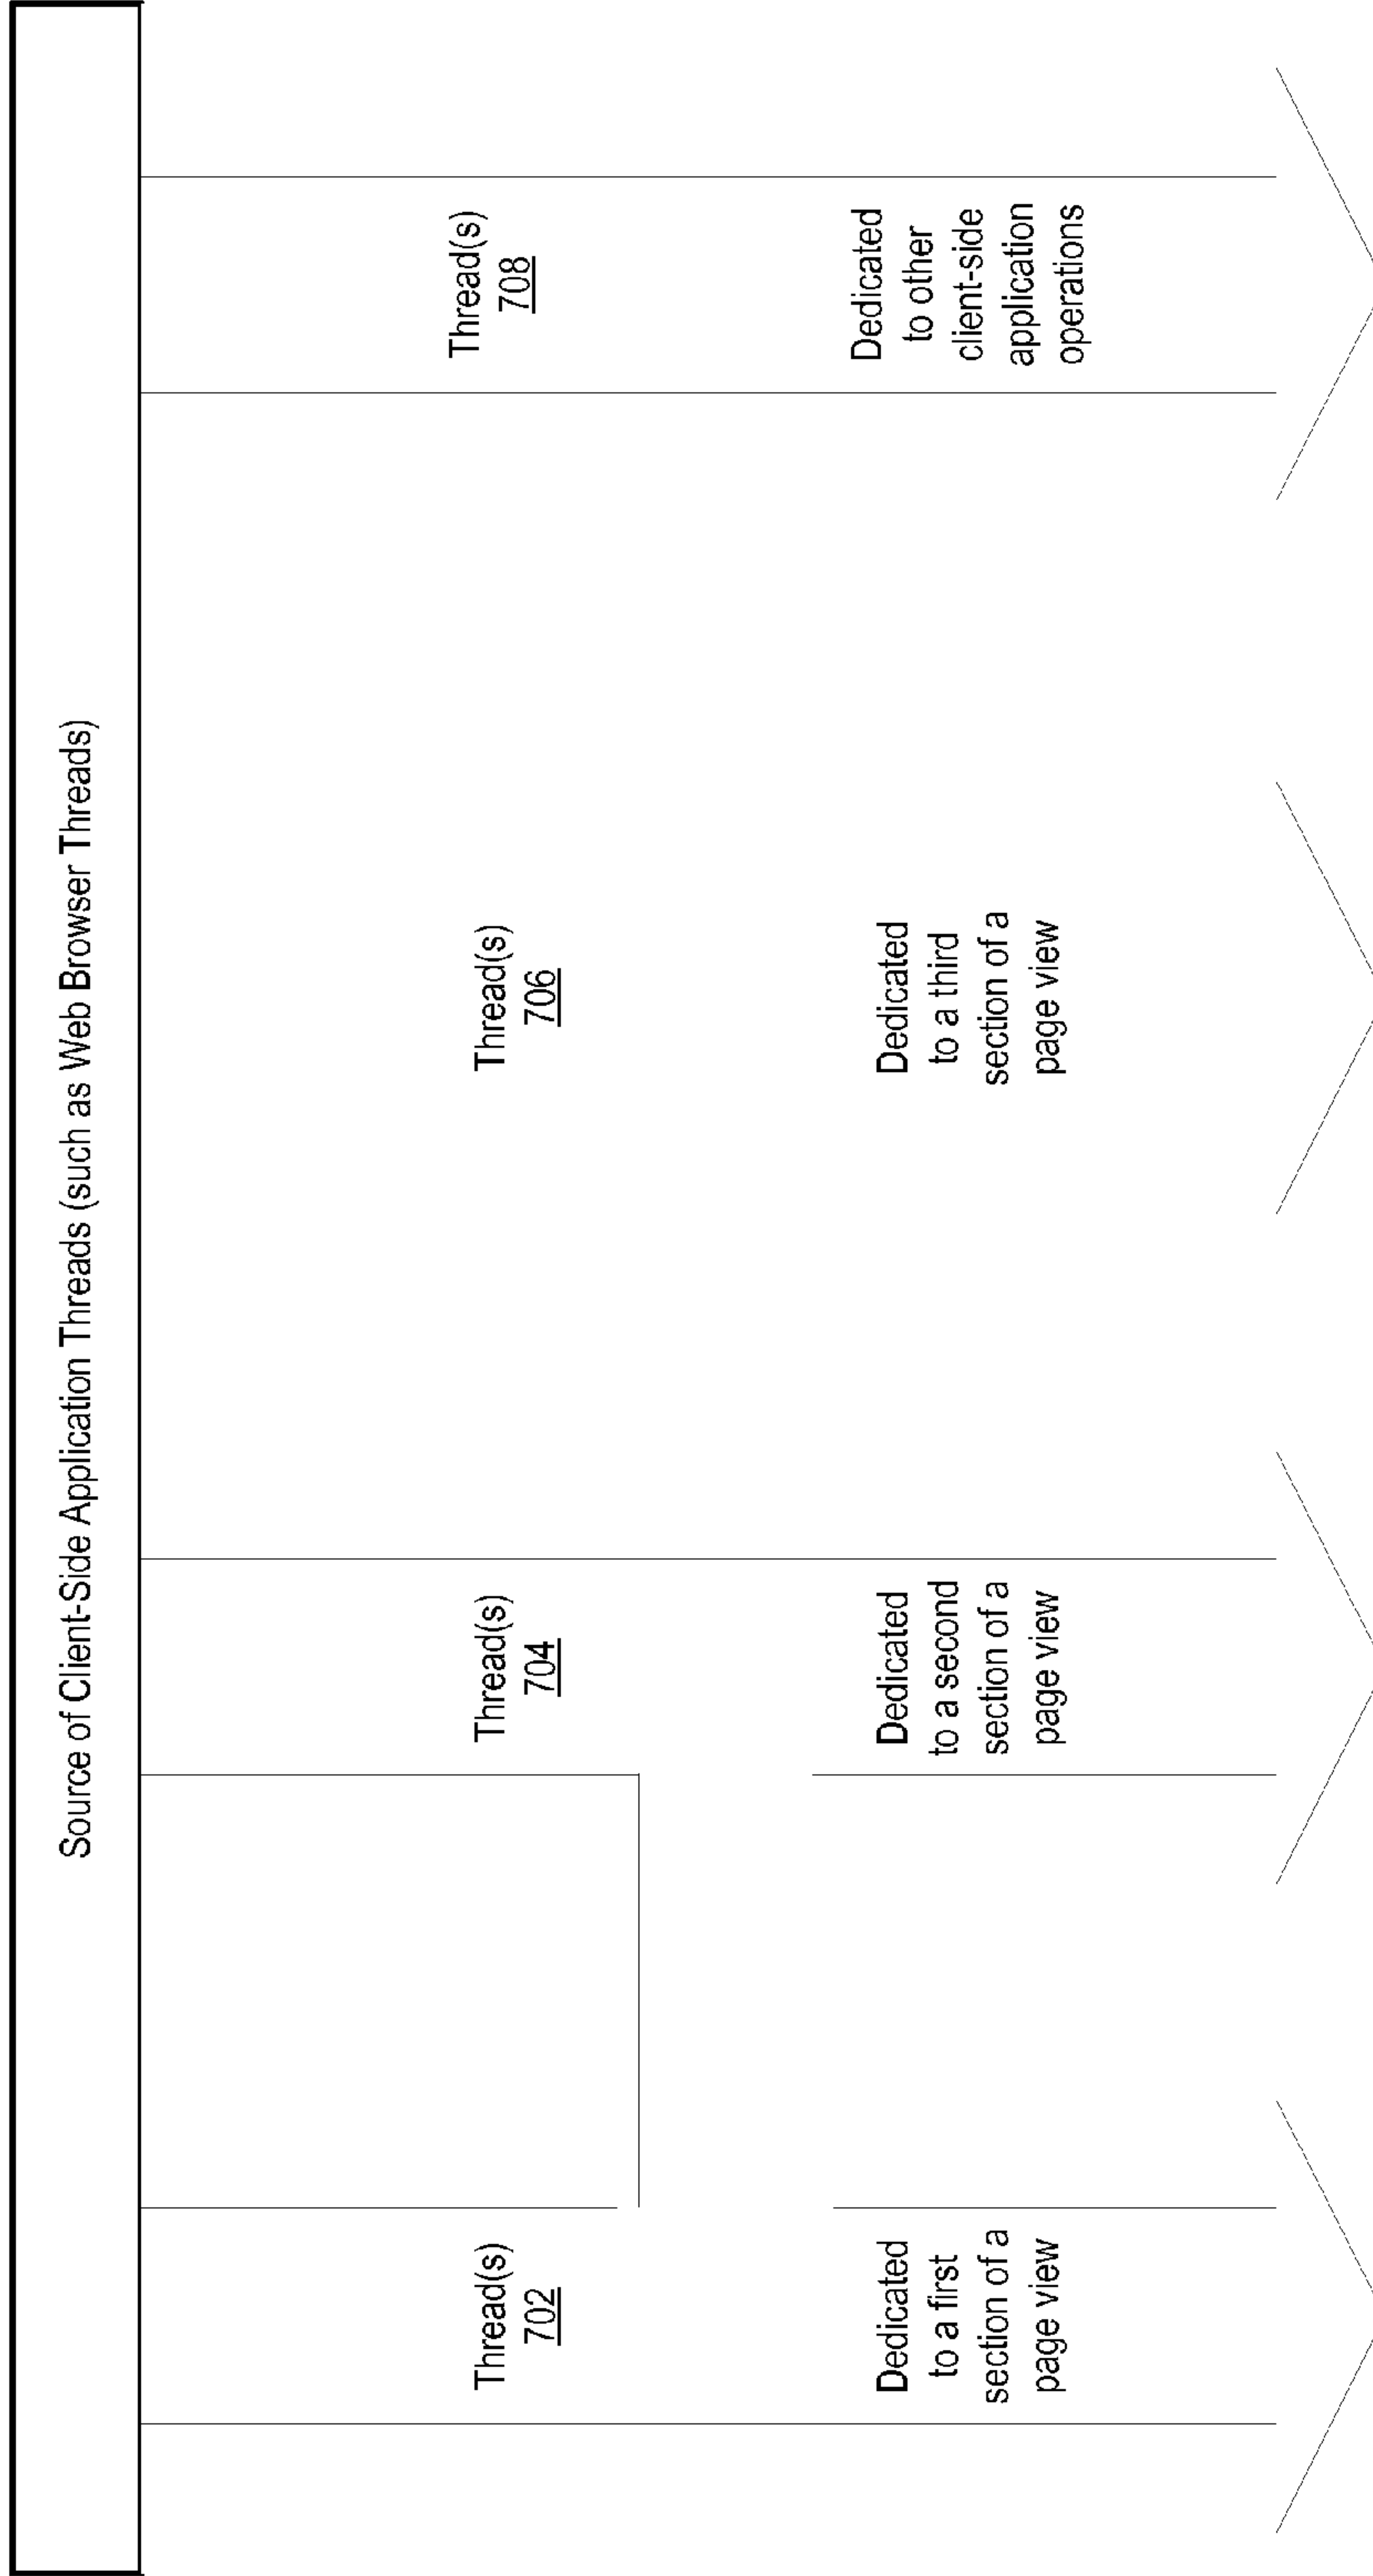 Source of Client-Side Application Threads (such as Web Browser Threads)
Thread(s)
702
Dedicated
to a first
section of a
page view
Thread(s)
704
Dedicated
to a second
section of a
page view
Thread(s)
706
Dedicated
to a third
section of a
page view
Thread(s)
708
Dedicated
to other
client-side
application
operations